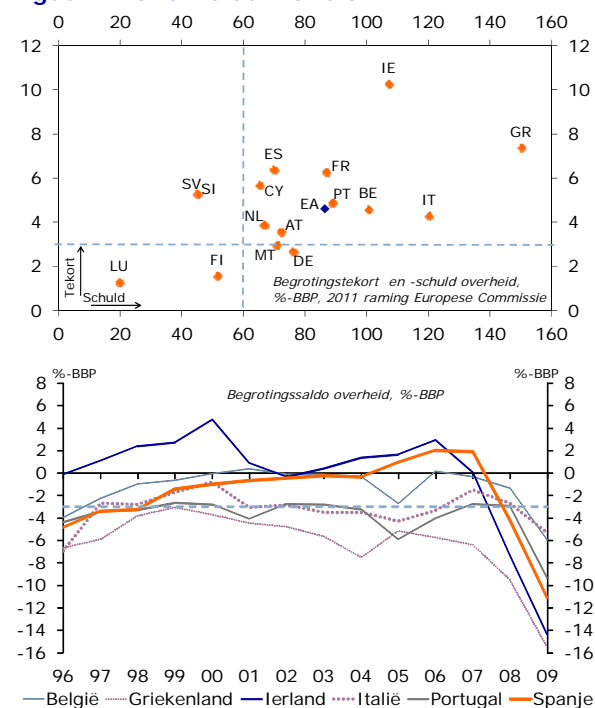 0 20 40 60 80 100 120 140 160
12 12
10 10
8 8
6 6
4 4
2 2
0 0
IE
GR
ES
FR
SV SI
CY
PT
BE
EA
IT
NL
AT
MT
DE
LU
FI
Tekort
Schuld
Begrotingstekort en -schuld overheid,
%-BBP, 2011 raming Europese Commissie
0 20 40 60 80 100 120 140 160
%-BBP %-BBP
Begrotingssaldo overheid, %-BBP
8 8
6 6
4 4
2 2
0 0
-2 -2
-4 -4
-6 -6
-8 -8
-10 -10
-12 -12
-14 -14
-16 -16
96 97 98 99 00 01 02 03 04 05 06 07 08 09
België Griekenland Ierland Italië Portugal Spanje